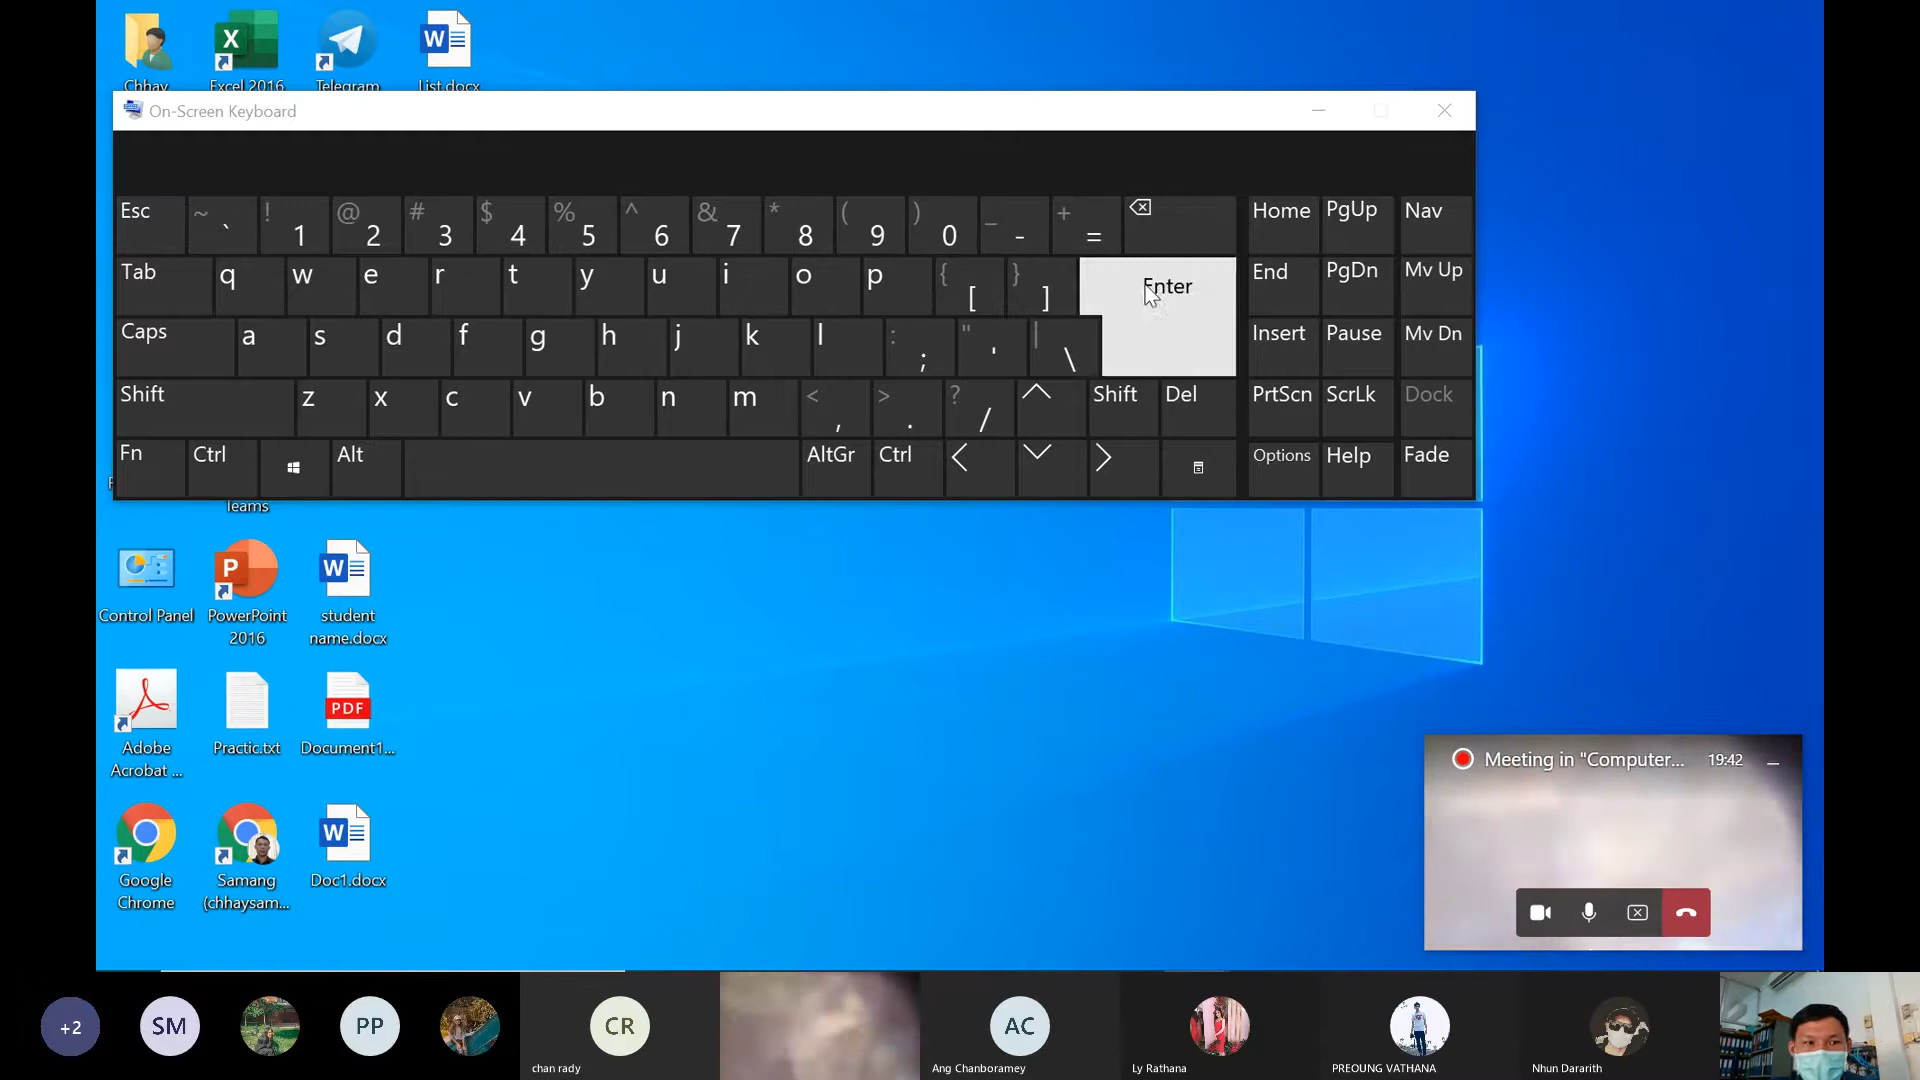 Chhay
Excel 2016
Telegram
List.docx
On-Screen Keyboard
Esc ~ ` ! 1 @ 2 # 3 $ 4 % 5 ^ 6 & 7 * 8 ( 9 ) 0 _ - + = Home PgUp Nav
Tab q w e r t y u i o p { [ } ] Enter End PgDn Mv Up
Caps a s d f g h j k l : ; " ' | \ Insert Pause Mv Dn
Shift z x c v b n m < , > . ? / Shift Del PrtScn ScrLk Dock
Fn Ctrl Alt AltGr Ctrl Options Help Fade
Teams
Control Panel
PowerPoint
2016
student
name.docx
PDF
Adobe
Acrobat ...
Practic.txt
Document1...
Google
Chrome
Samang
(chhaysam...
Doc1.docx
Meeting in "Computer... 19:42
+2
SM
PP
CR
chan rady
AC
Ang Chanboramey
Ly Rathana
PREOUNG VATHANA
Nhun Dararith